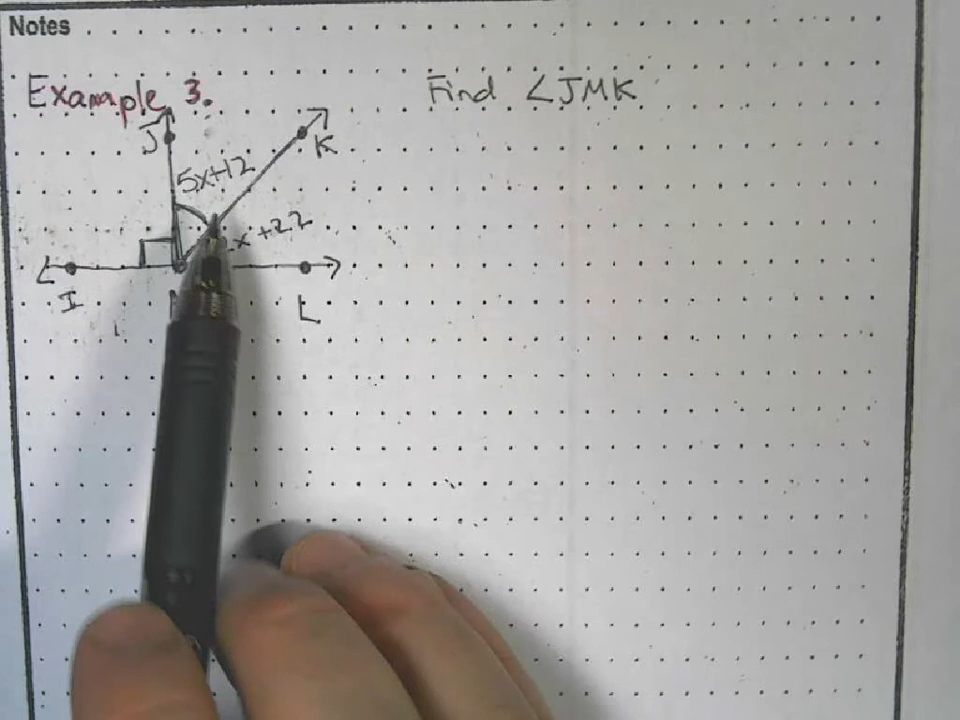 Notes
Example 3.
Find ∠JMK
J
K
5x+12
x +22
I
L